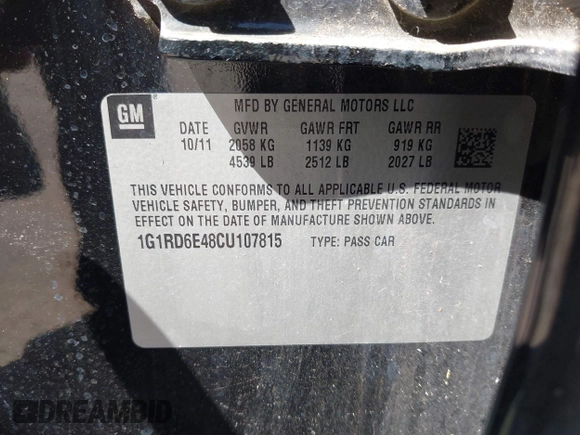 GM
MFD BY GENERAL MOTORS LLC
DATE GVWR GAWR FRT GAWR RR
10/11 2058 KG 1139 KG 919 KG
4539 LB 2512 LB 2027 LB
THIS VEHICLE CONFORMS TO ALL APPLICABLE U.S. FEDERAL MOTOR
VEHICLE SAFETY, BUMPER, AND THEFT PREVENTION STANDARDS IN
EFFECT ON THE DATE OF MANUFACTURE SHOWN ABOVE.
1G1RD6E48CU107815 TYPE: PASS CAR
DREAMBID